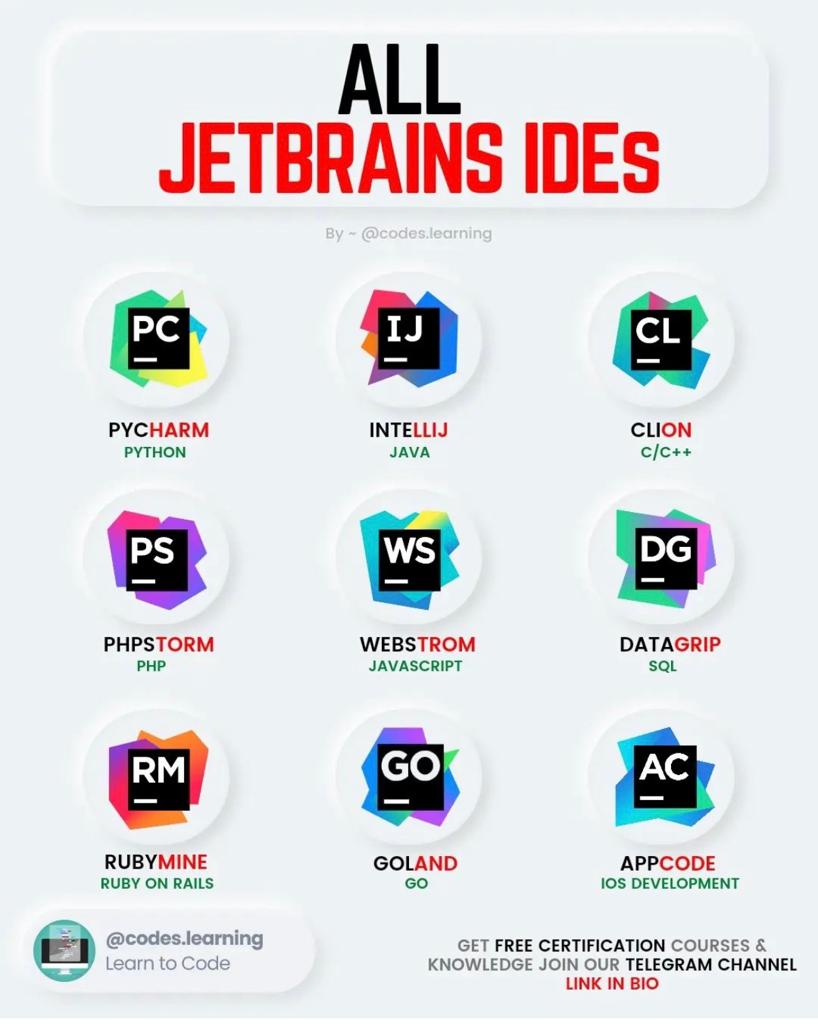 ALL
JETBRAINS IDEs
By ~ @codes.learning
PC
IJ
CL
PYCHARM
INTELLIJ
CLION
PYTHON
JAVA
C/C++
PS
WS
DG
PHPSTORM
WEBSTROM
DATAGRIP
PHP
JAVASCRIPT
SQL
RM
GO
AC
RUBYMINE
GOLAND
APPCODE
RUBY ON RAILS
GO
IOS DEVELOPMENT
@codes.learning
Learn to Code
GET FREE CERTIFICATION COURSES &
KNOWLEDGE JOIN OUR TELEGRAM CHANNEL
LINK IN BIO